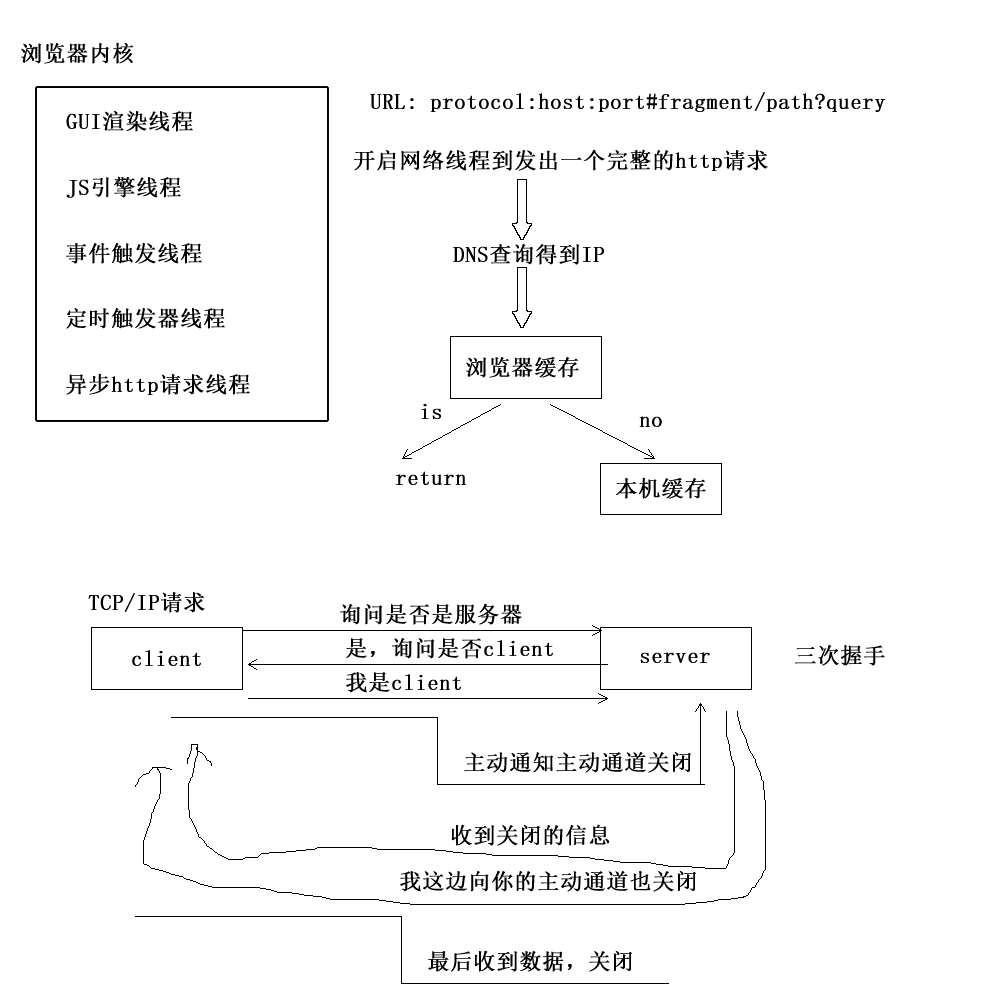 浏览器内核
GUI渲染线程
JS引擎线程
事件触发线程
定时触发器线程
异步http请求线程
URL: protocol:host:port#fragment/path?query
开启网络线程到发出一个完整的http请求
DNS查询得到IP
浏览器缓存
is
no
return
本机缓存
TCP/IP请求
询问是否是服务器
是，询问是否client
我是client
client
server
三次握手
主动通知主动通道关闭
收到关闭的信息
我这边向你的主动通道也关闭
最后收到数据，关闭